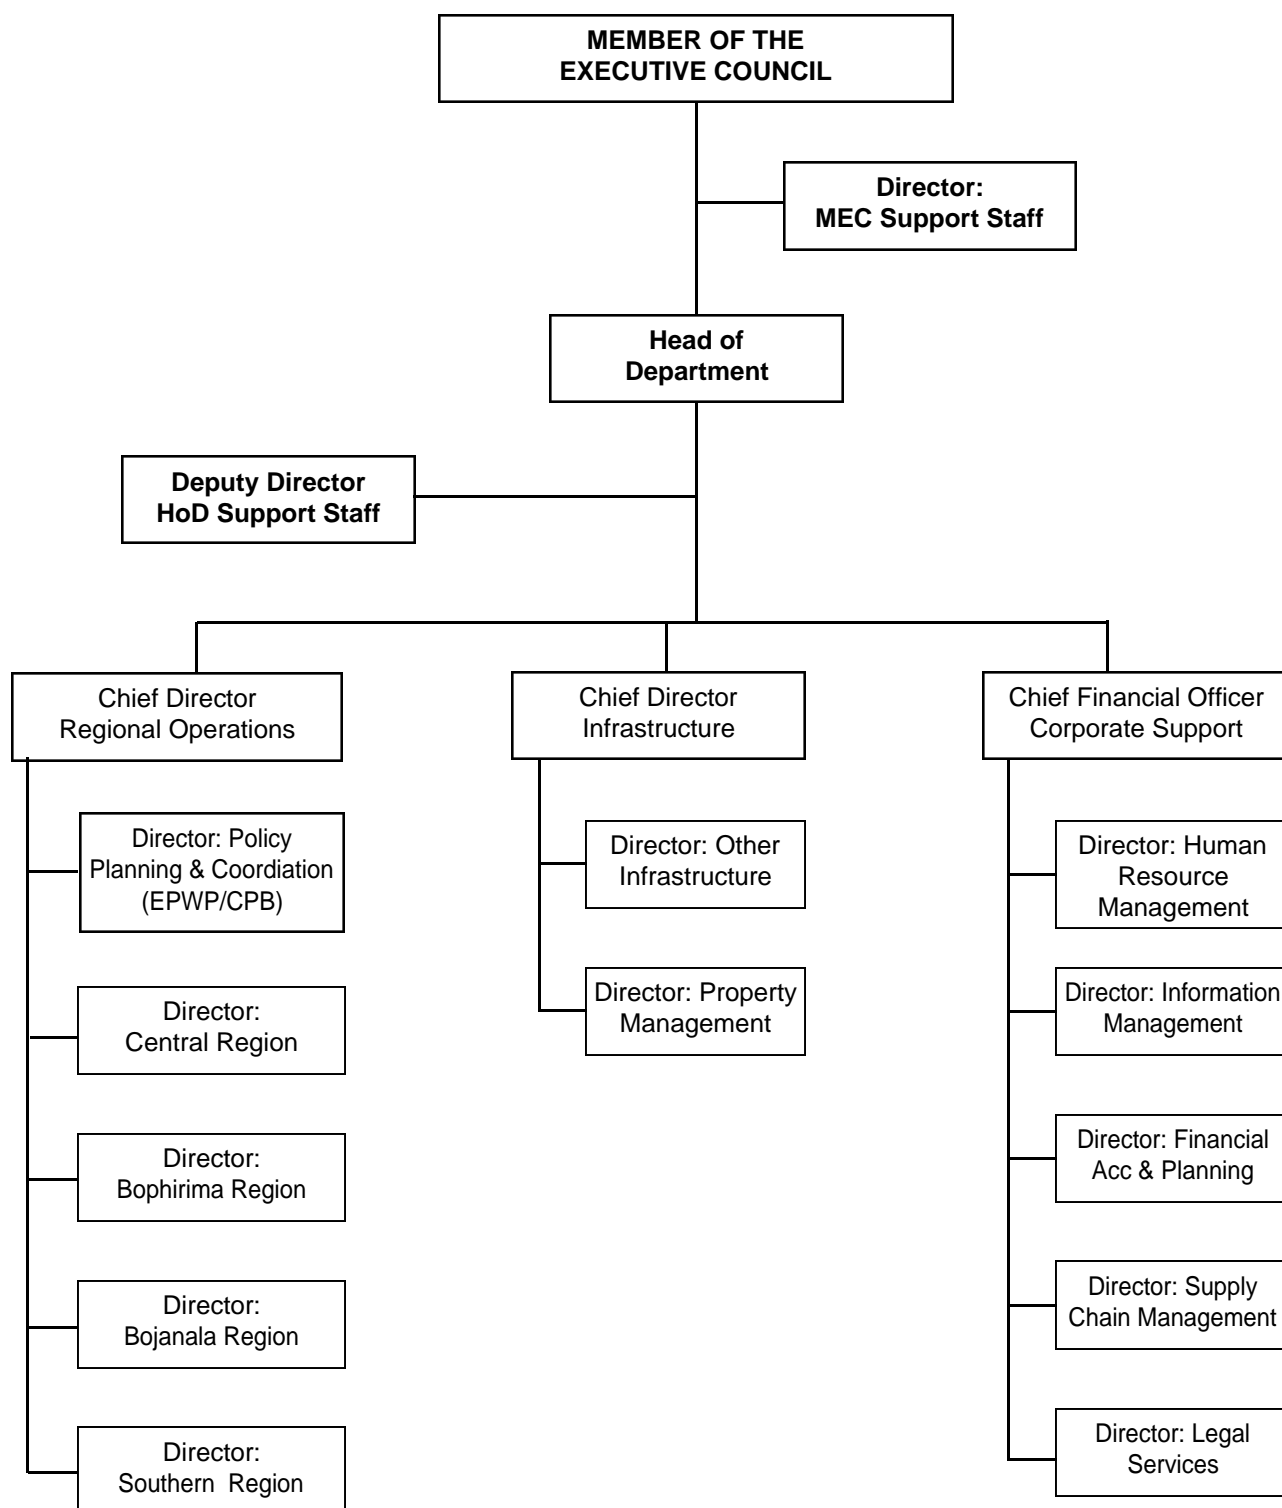 MEMBER OF THE
EXECUTIVE COUNCIL
Director:
MEC Support Staff
Head of
Department
Deputy Director
HoD Support Staff
Chief Director
Regional Operations
Chief Director
Infrastructure
Chief Financial Officer
Corporate Support
Director: Policy
Planning & Coordiation
(EPWP/CPB)
Director:
Central Region
Director:
Bophirima Region
Director:
Bojanala Region
Director:
Southern Region
Director: Other
Infrastructure
Director: Property
Management
Director: Human
Resource
Management
Director: Information
Management
Director: Financial
Acc & Planning
Director: Supply
Chain Management
Director: Legal
Services